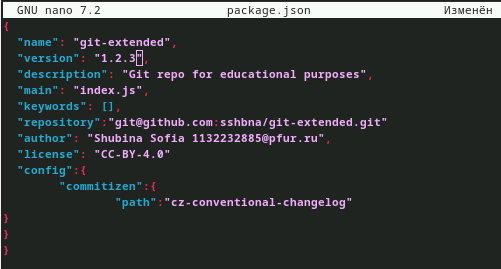 GNU nano 7.2 package.json Изменён
{
"name": "git-extended",
"version": "1.2.3",
"description": "Git repo for educational purposes",
"main": "index.js",
"keywords": [],
"repository":"git@github.com:sshbna/git-extended.git"
"author": "Shubina Sofia 1132232885@pfur.ru",
"license": "CC-BY-4.0"
"config":{
"commitizen":{
"path":"cz-conventional-changelog"
}
}
}